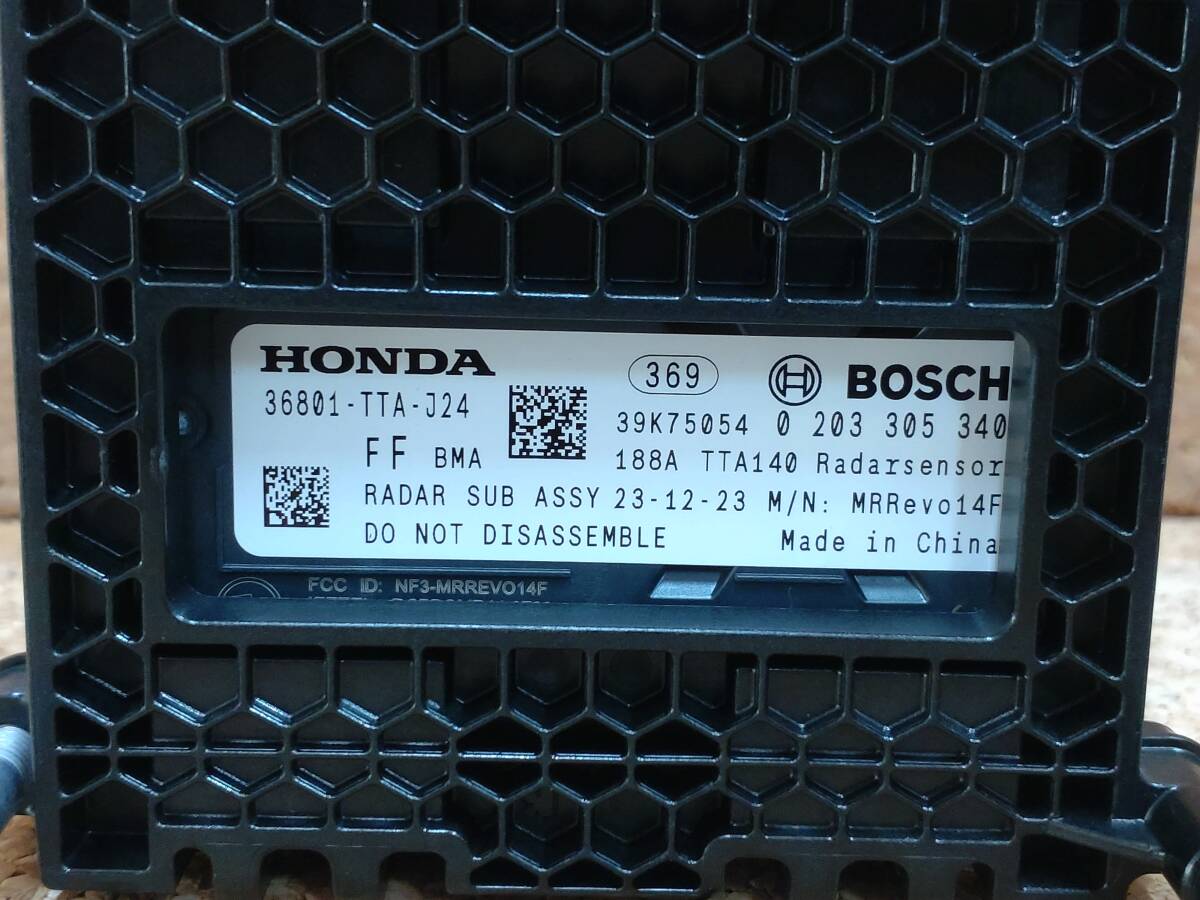 HONDA
36801-TTA-J24
FF BMA
RADAR SUB ASSY
DO NOT DISASSEMBLE
369
BOSCH
39K75054 0 203 305 340
188A TTA140 Radarsensor
23-12-23 M/N: MRRevo14F
Made in China
FCC ID: NF3-MRREVO14F